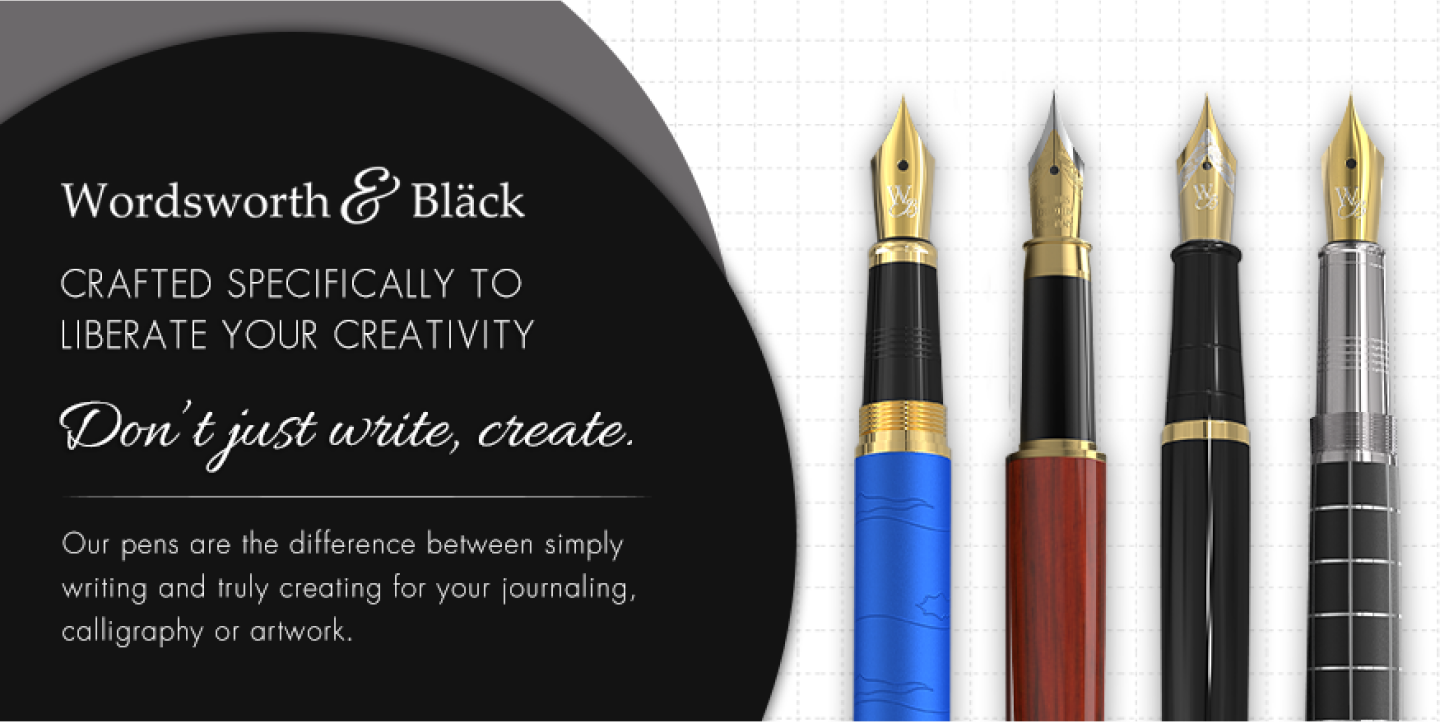 Wordsworth & Bläck
CRAFTED SPECIFICALLY TO
LIBERATE YOUR CREATIVITY
Don't just write, create.
Our pens are the difference between simply
writing and truly creating for your journaling,
calligraphy or artwork.
W
B
W
B
W
B